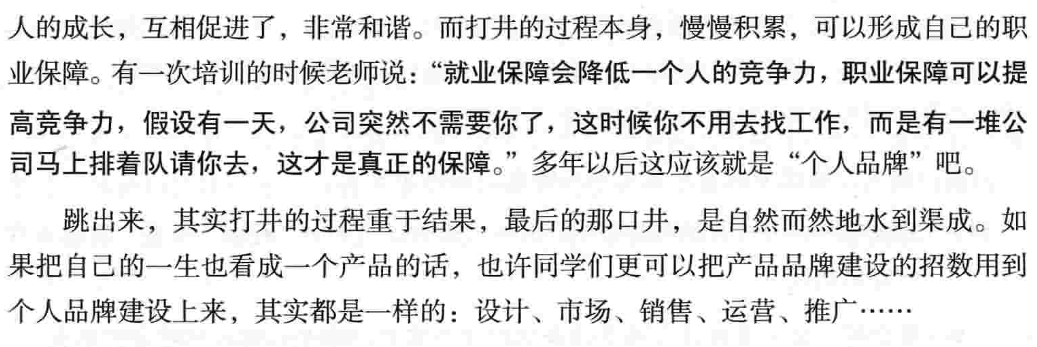 人的成长，互相促进了，非常和谐。而打井的过程本身，慢慢积累，可以形成自己的职
业保障。有一次培训的时候老师说：“就业保障会降低一个人的竞争力，职业保障可以提
高竞争力，假设有一天，公司突然不需要你了，这时候你不用去找工作，而是有一堆公
司马上排着队请你去，这才是真正的保障。”多年以后这应该就是“个人品牌”吧。
跳出来，其实打井的过程重于结果，最后的那口井，是自然而然地水到渠成。如
果把自己的一生也看成一个产品的话，也许同学们更可以把产品品牌建设的招数用到
个人品牌建设上来，其实都是一样的：设计、市场、销售、运营、推广……